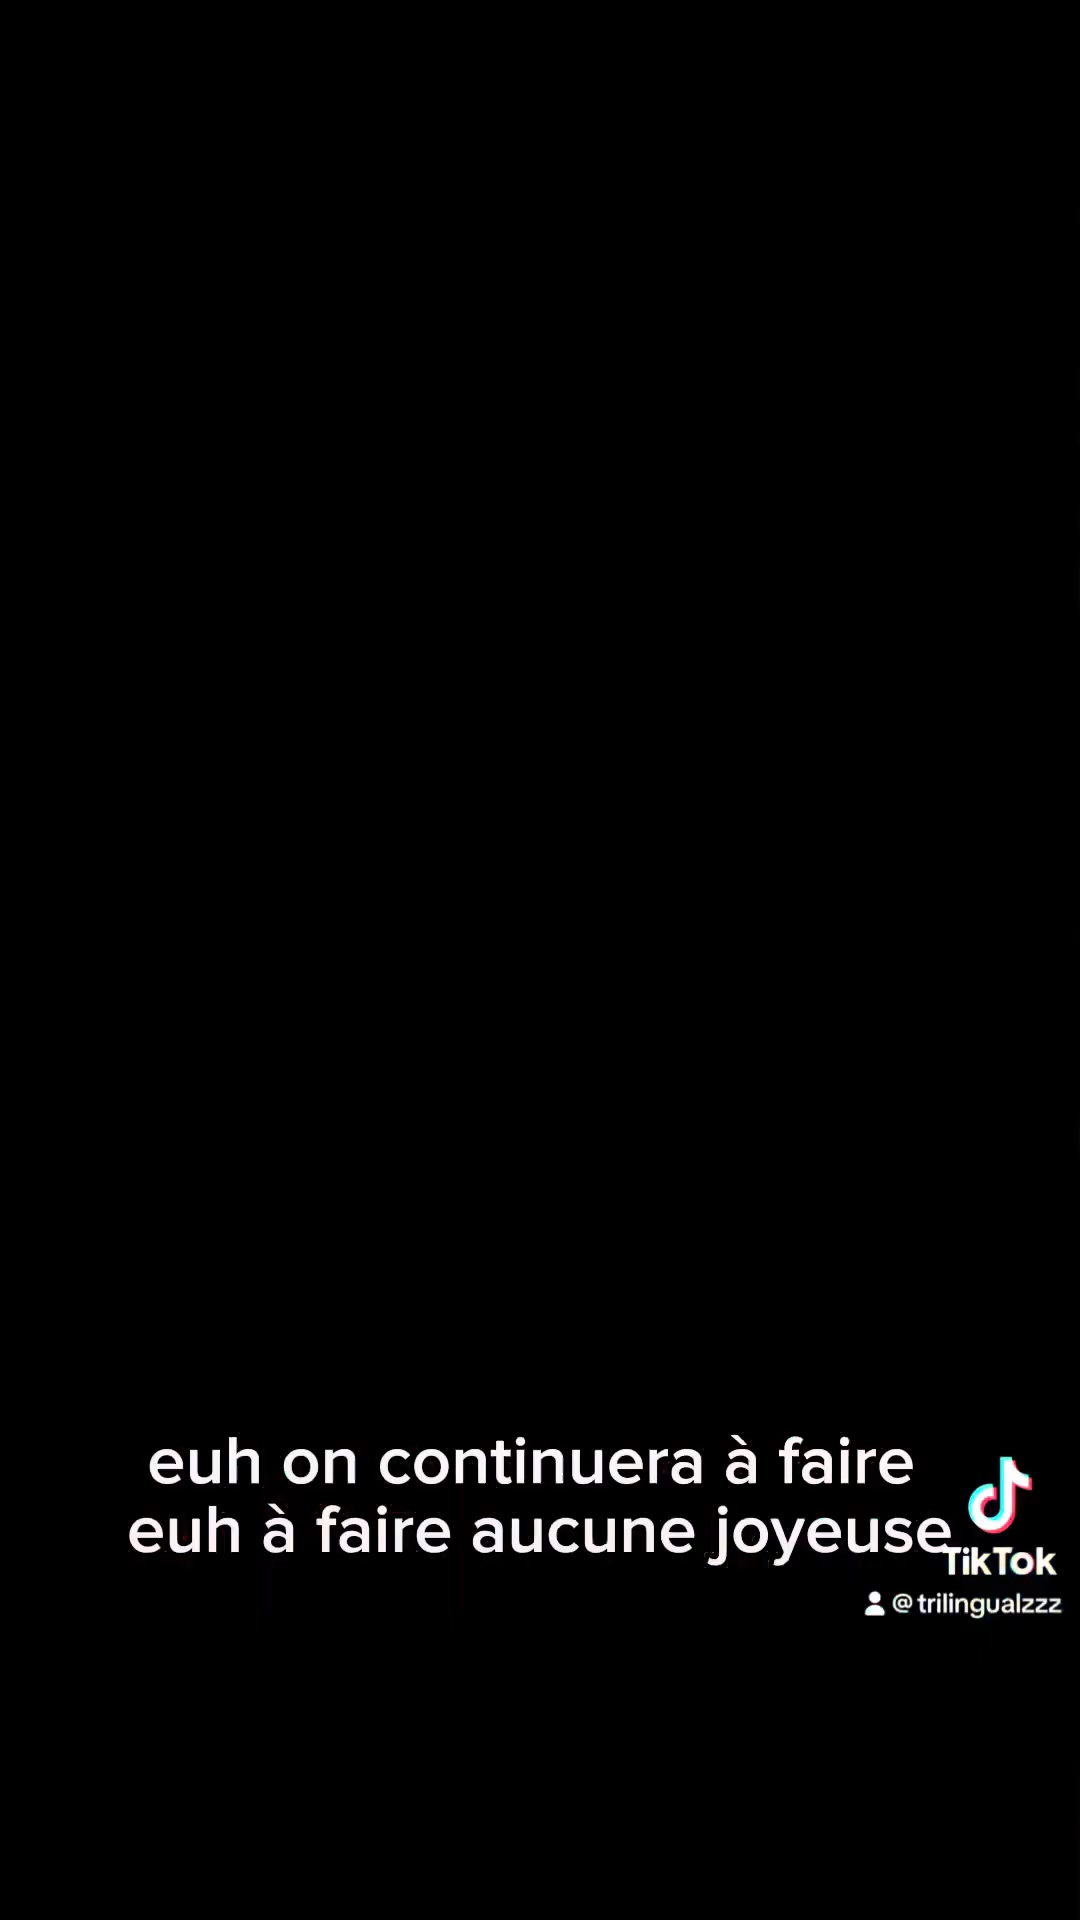 euh on continuera à faire
euh à faire aucune joyeuse
TikTok
@trilingualzzz